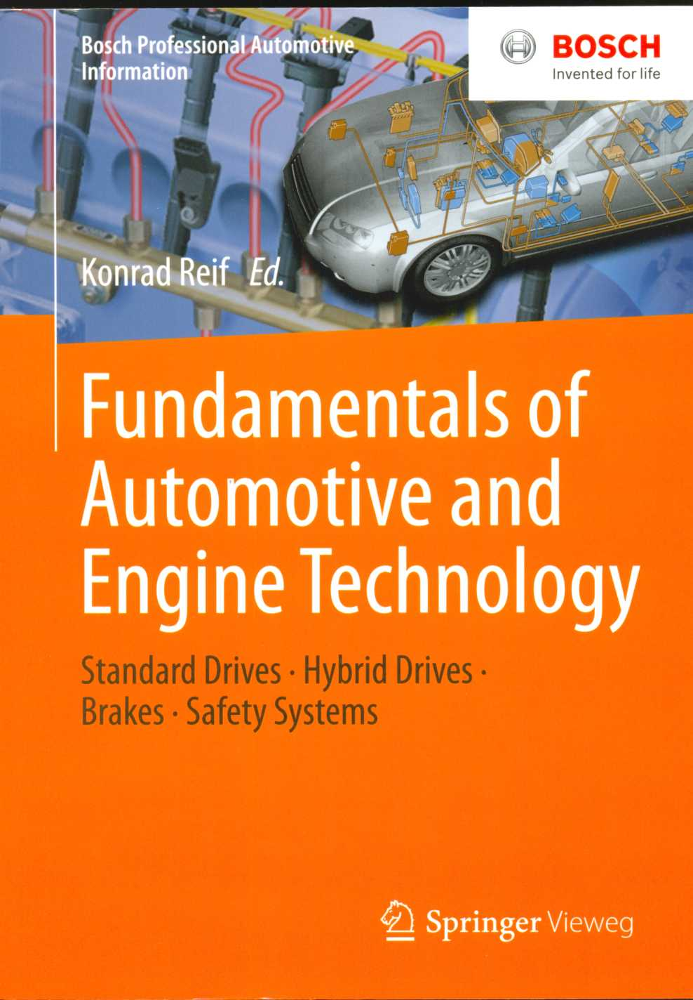 Bosch Professional Automotive
Information
BOSCH
Invented for life
Konrad Reif Ed.
Fundamentals of
Automotive and
Engine Technology
Standard Drives · Hybrid Drives ·
Brakes · Safety Systems
Springer Vieweg